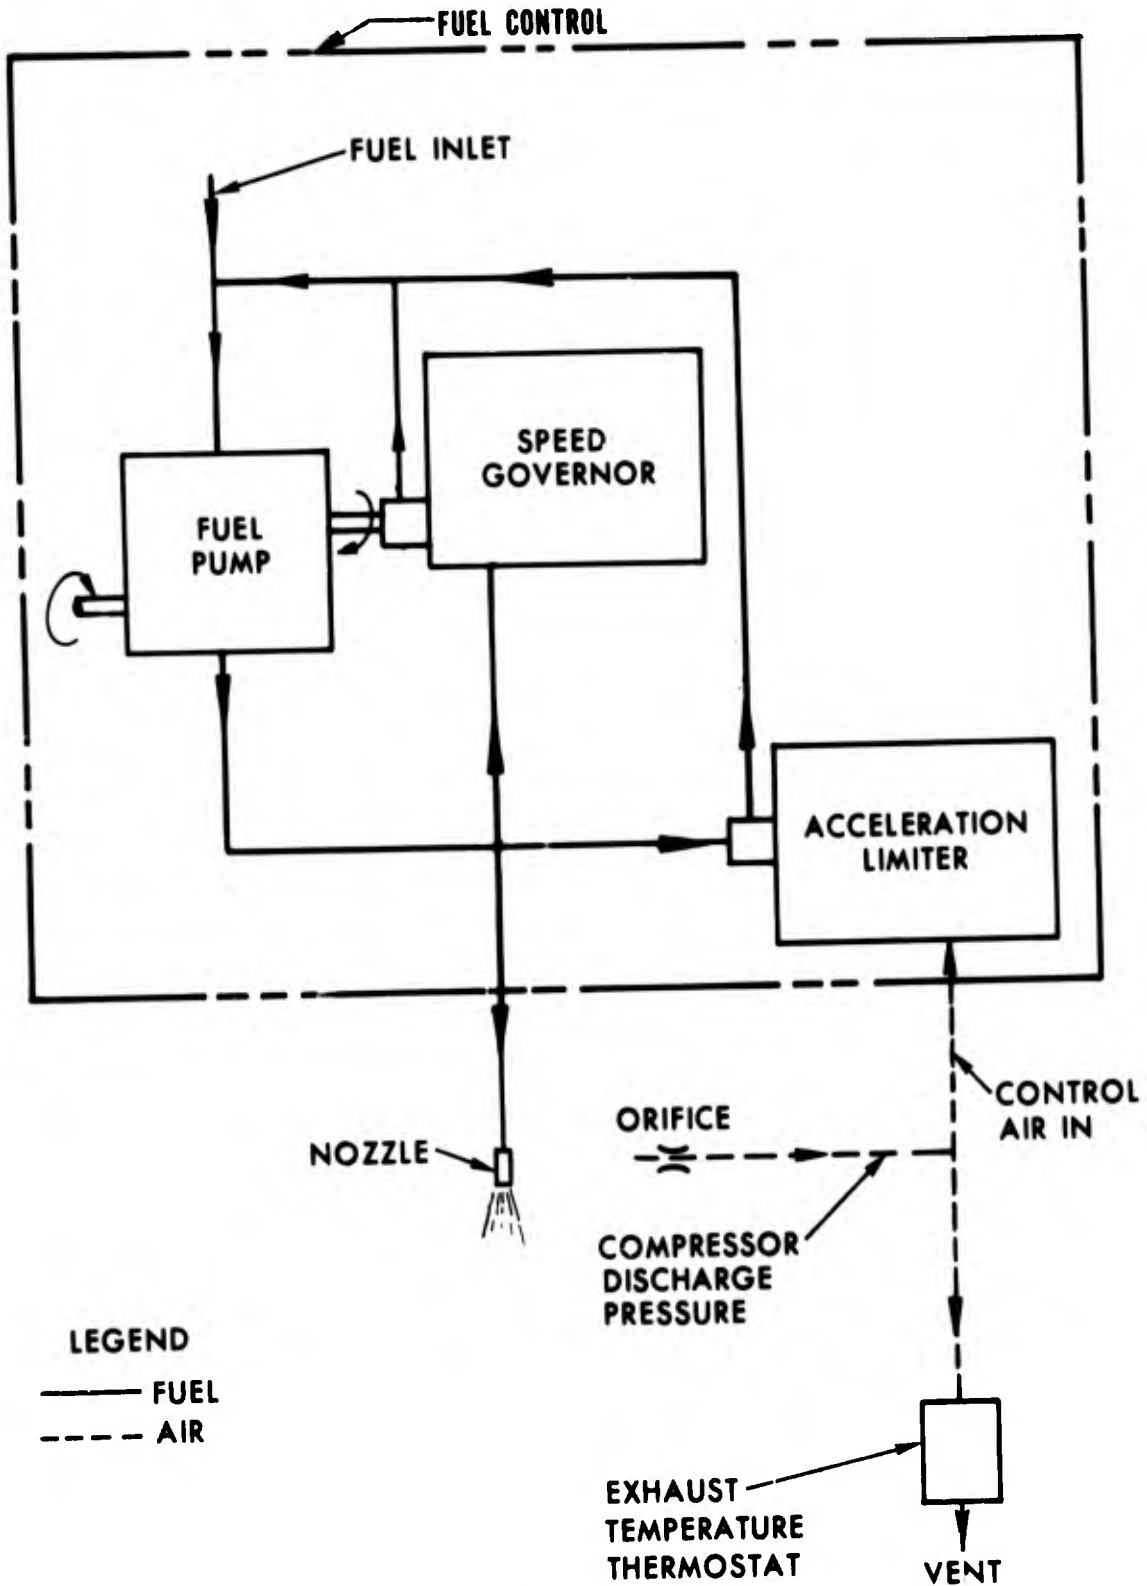 FUEL CONTROL
FUEL INLET
SPEED
GOVERNOR
FUEL
PUMP
ACCELERATION
LIMITER
CONTROL
AIR IN
ORIFICE
NOZZLE
COMPRESSOR
DISCHARGE
PRESSURE
LEGEND
FUEL
AIR
EXHAUST
TEMPERATURE
THERMOSTAT
VENT